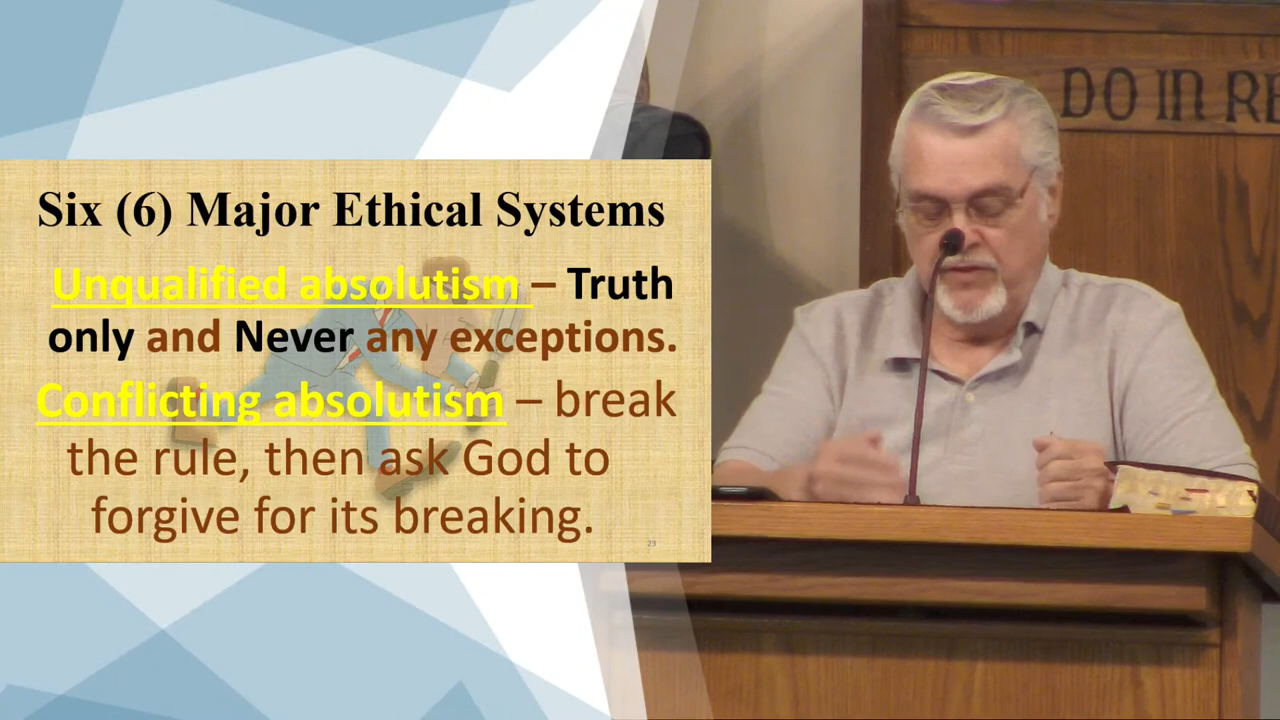 DO IN RE
Six (6) Major Ethical Systems
Unqualified absolutism – Truth
only and Never any exceptions.
Conflicting absolutism – break
the rule, then ask God to
forgive for its breaking.
23